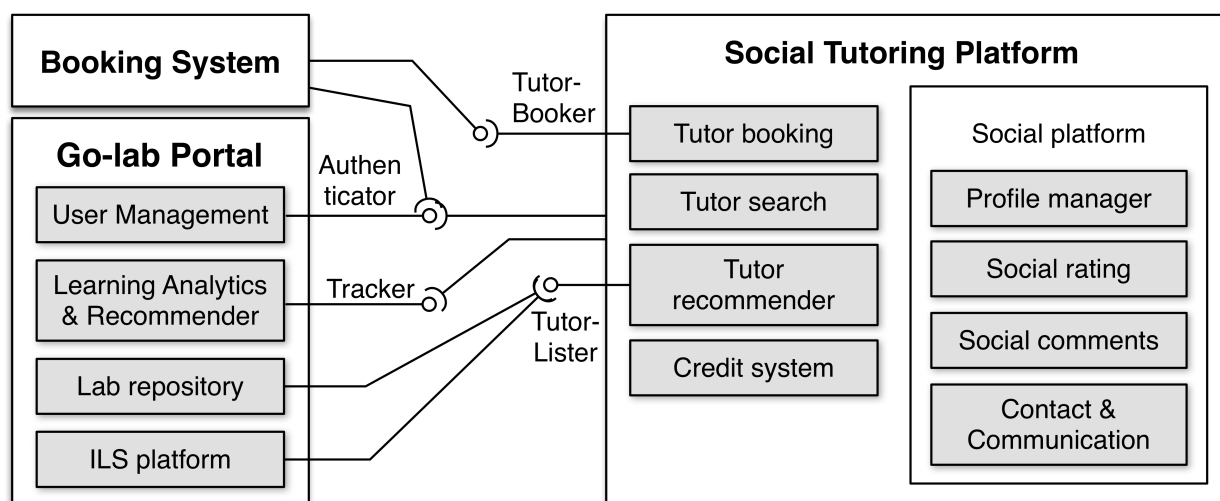 Booking System
Go-lab Portal
User Management
Learning Analytics
& Recommender
Lab repository
ILS platform
Authen
ticator
Tracker
Tutor-
Booker
Tutor-
Lister
Social Tutoring Platform
Tutor booking
Tutor search
Tutor
recommender
Credit system
Social platform
Profile manager
Social rating
Social comments
Contact &
Communication